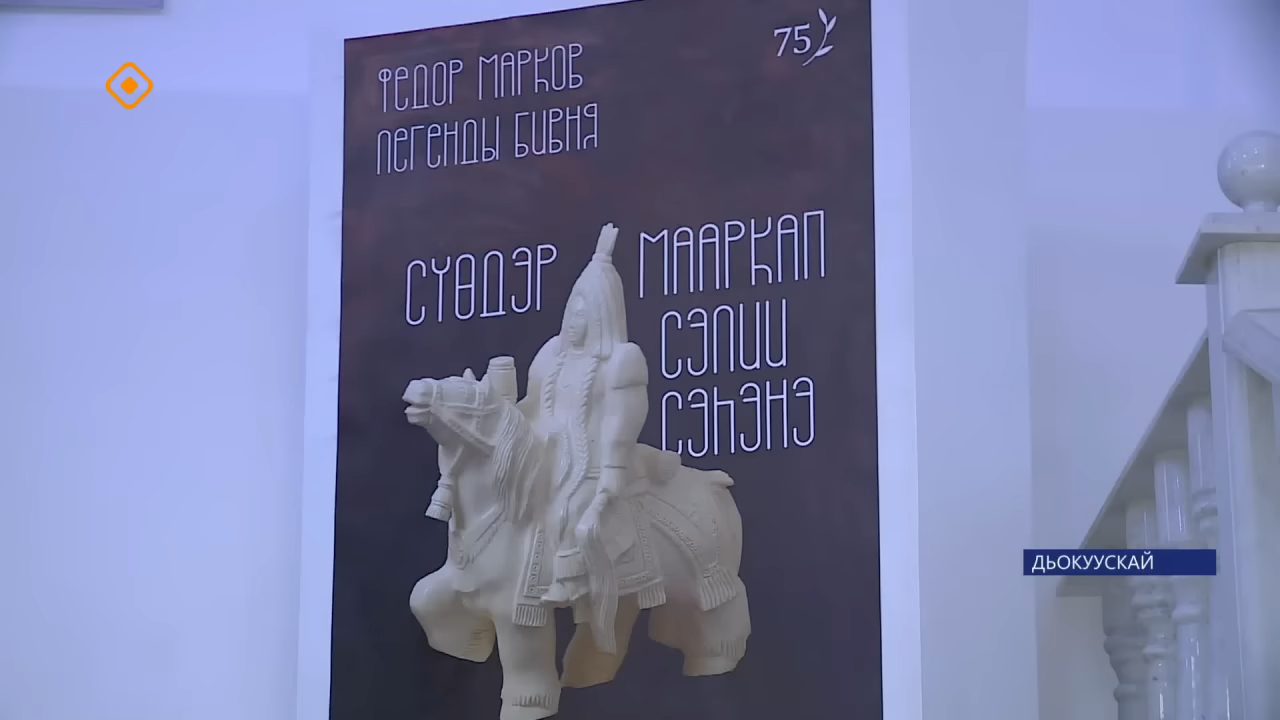 75
ФЕДОР МАРКОВ
ЛЕГЕНДЫ БИВНЯ
СҮӨДЭР МААРКАП
СЭЛИИ
СЭҺЭНЭ
ДЬОКУУСКАЙ